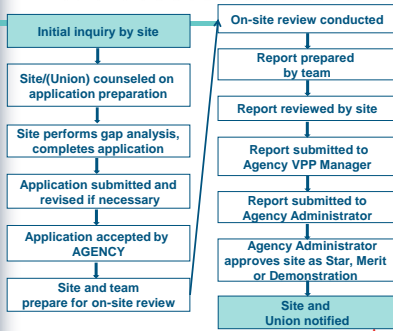 Initial inquiry by site
Site/(Union) counseled on
application preparation
Site performs gap analysis,
completes application
Application submitted and
revised if necessary
Application accepted by
AGENCY
Site and team
prepare for on-site review
On-site review conducted
Report prepared
by team
Report reviewed by site
Report submitted to
Agency VPP Manager
Report submitted to
Agency Administrator
Agency Administrator
approves site as Star, Merit
or Demonstration
Site and
Union notified